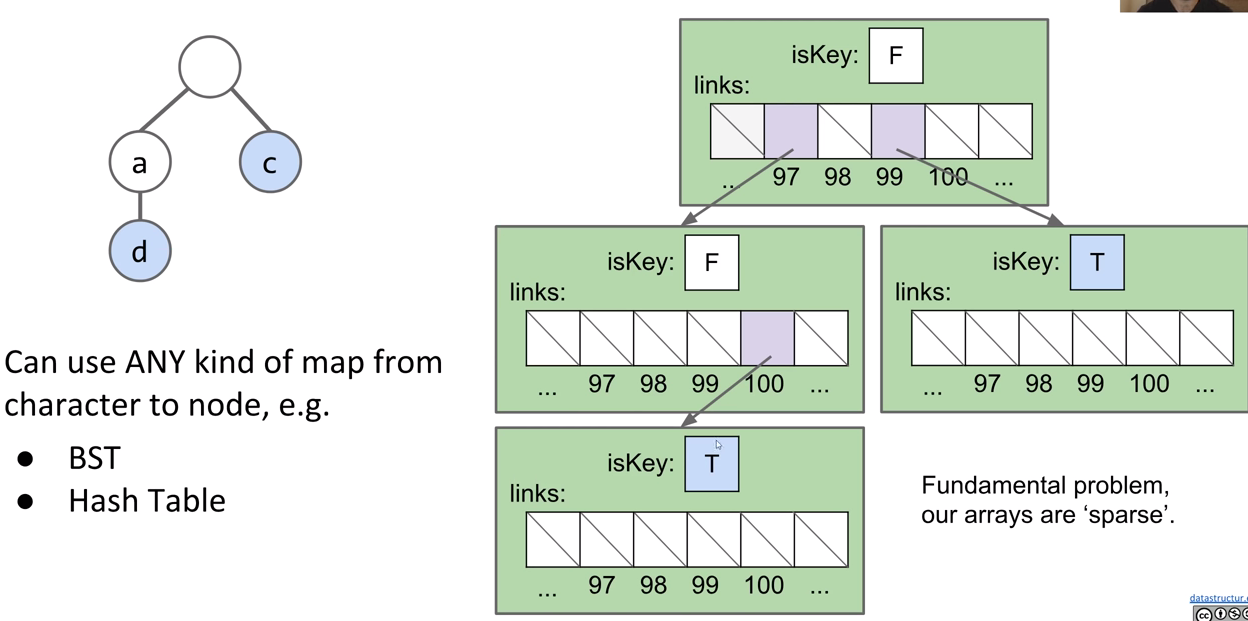 a
c
d
Can use ANY kind of map from
character to node, e.g.
● BST
● Hash Table
isKey: F
links:
.. 97 98 99 100 ...
isKey: F
links:
... 97 98 99 100 ...
isKey: T
links:
... 97 98 99 100 ...
isKey: T
links:
... 97 98 99 100 ...
Fundamental problem,
our arrays are ‘sparse’.
datastructur.e
cc